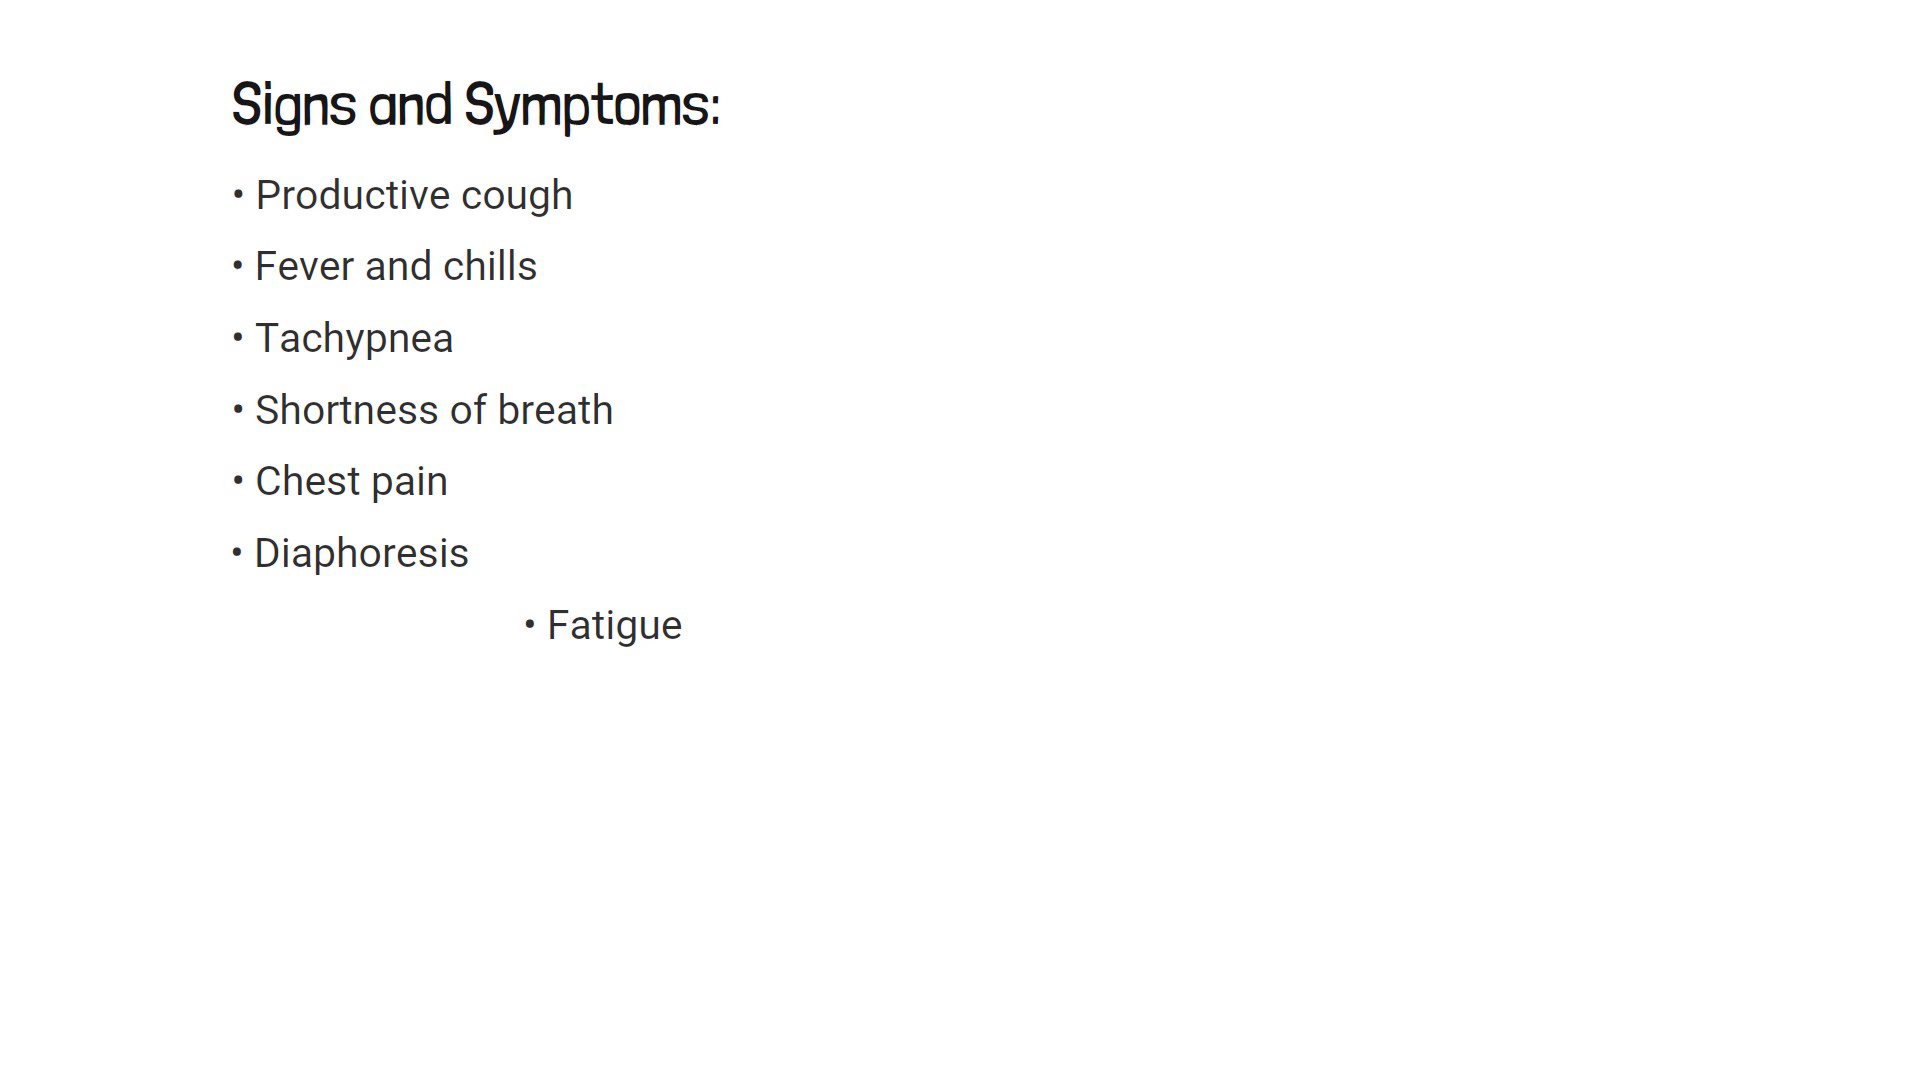 Signs and Symptoms:
• Productive cough
• Fever and chills
• Tachypnea
• Shortness of breath
• Chest pain
• Diaphoresis
• Fatigue